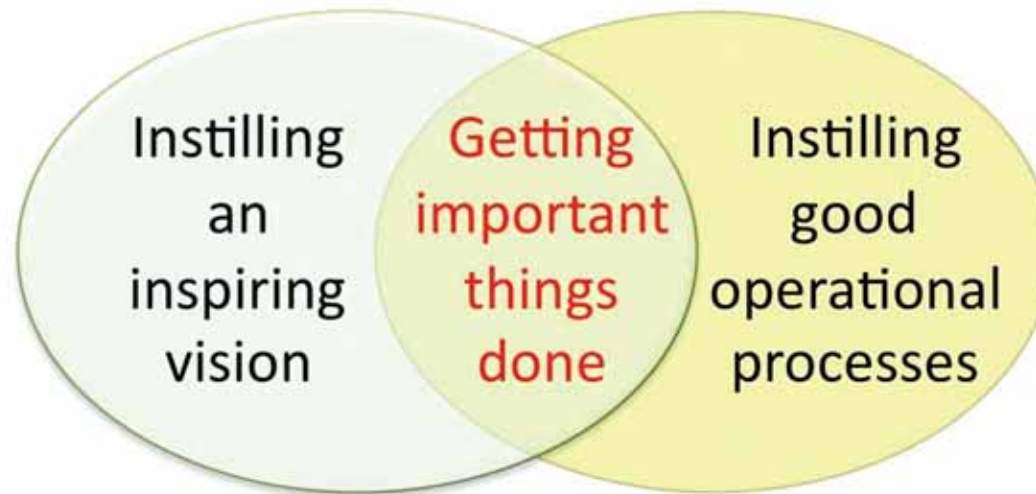 Instilling
an
inspiring
vision
Getting
important
things
done
Instilling
good
operational
processes